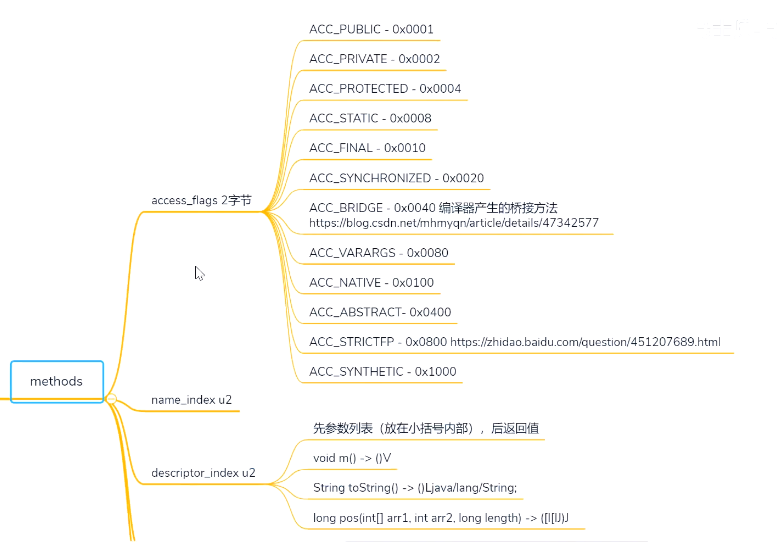 ACC_PUBLIC - 0x0001
ACC_PRIVATE - 0x0002
ACC_PROTECTED - 0x0004
ACC_STATIC - 0x0008
ACC_FINAL - 0x0010
ACC_SYNCHRONIZED - 0x0020
access_flags 2字节
ACC_BRIDGE - 0x0040 编译器产生的桥接方法
https://blog.csdn.net/mhmyqn/article/details/47342577
ACC_VARARGS - 0x0080
ACC_NATIVE - 0x0100
ACC_ABSTRACT- 0x0400
ACC_STRICTFP - 0x0800 https://zhidao.baidu.com/question/451207689.html
ACC_SYNTHETIC - 0x1000
methods
name_index u2
descriptor_index u2
先参数列表（放在小括号内部），后返回值
void m() -> ()V
String toString() -> ()Ljava/lang/String;
long pos(int[] arr1, int arr2, long length) -> ([I[IJ)J